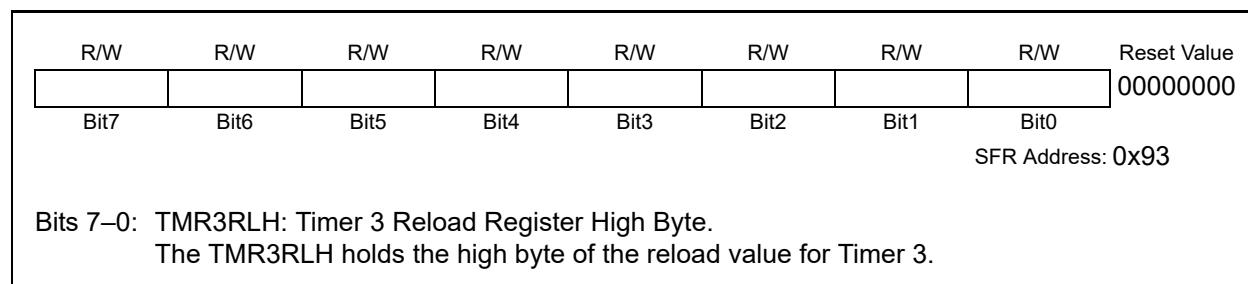 R/W R/W R/W R/W R/W R/W R/W R/W Reset Value
00000000
Bit7 Bit6 Bit5 Bit4 Bit3 Bit2 Bit1 Bit0
SFR Address: 0x93
Bits 7–0: TMR3RLH: Timer 3 Reload Register High Byte.
The TMR3RLH holds the high byte of the reload value for Timer 3.